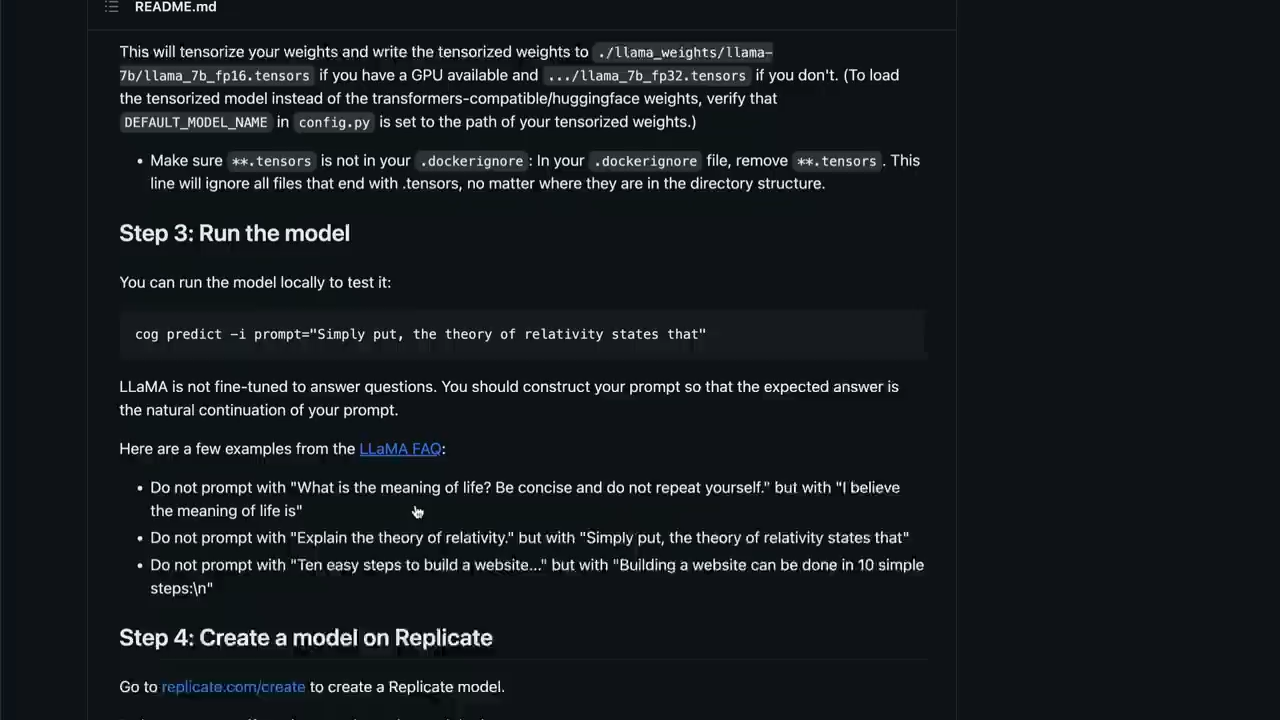 README.md
This will tensorize your weights and write the tensorized weights to ./llama_weights/llama-
7b/llama_7b_fp16.tensors if you have a GPU available and .../llama_7b_fp32.tensors if you don't. (To load
the tensorized model instead of the transformers-compatible/huggingface weights, verify that
DEFAULT_MODEL_NAME in config.py is set to the path of your tensorized weights.)
• Make sure **.tensors is not in your .dockerignore: In your .dockerignore file, remove **.tensors. This
line will ignore all files that end with .tensors, no matter where they are in the directory structure.
Step 3: Run the model
You can run the model locally to test it:
cog predict -i prompt="Simply put, the theory of relativity states that"
LLaMA is not fine-tuned to answer questions. You should construct your prompt so that the expected answer is
the natural continuation of your prompt.
Here are a few examples from the LLaMA FAQ:
• Do not prompt with "What is the meaning of life? Be concise and do not repeat yourself." but with "I believe
the meaning of life is"
• Do not prompt with "Explain the theory of relativity." but with "Simply put, the theory of relativity states that"
• Do not prompt with "Ten easy steps to build a website..." but with "Building a website can be done in 10 simple
steps:\n"
Step 4: Create a model on Replicate
Go to replicate.com/create to create a Replicate model.